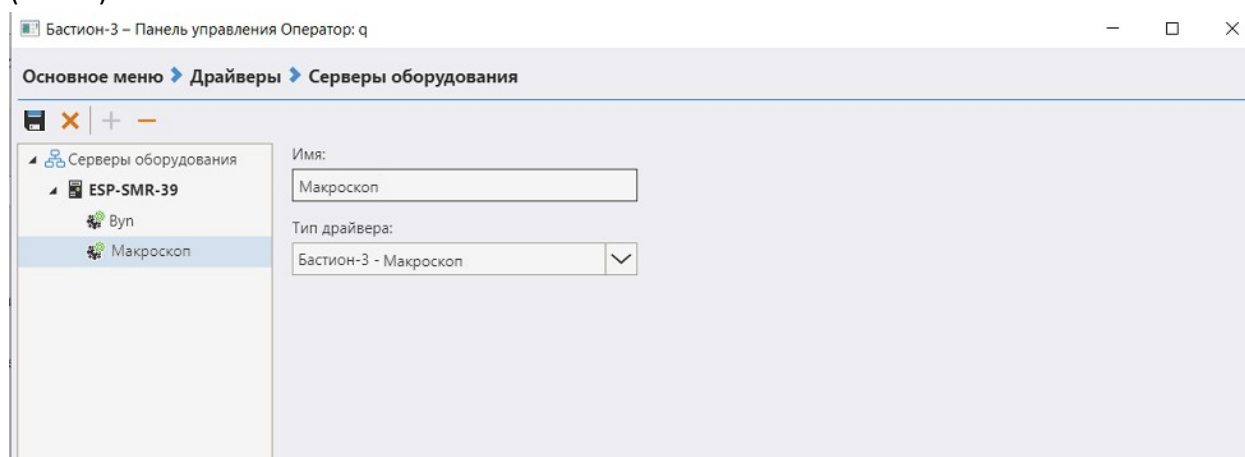 Бастион-3 – Панель управления Оператор: q
Основное меню Драйверы Серверы оборудования
Серверы оборудования
ESP-SMR-39
Вуп
Макроскоп
Имя:
Макроскоп
Тип драйвера:
Бастион-3 - Макроскоп